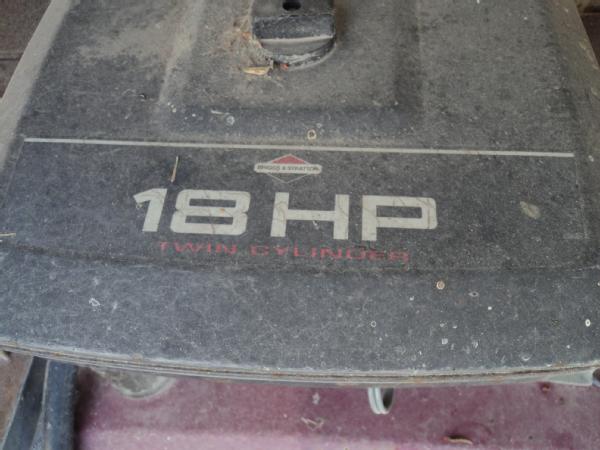 BRIGGS & STRATTON
18 HP
TWIN CYLINDER